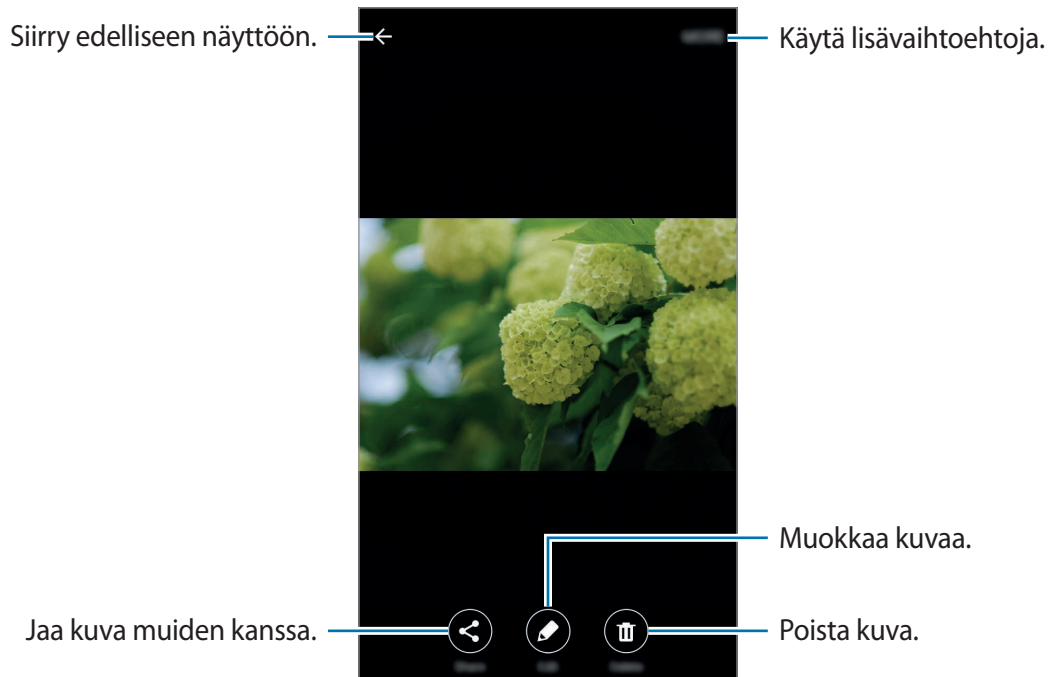 Siirry edelliseen näyttöön.
Käytä lisävaihtoehtoja.
Muokkaa kuvaa.
Jaa kuva muiden kanssa.
Poista kuva.